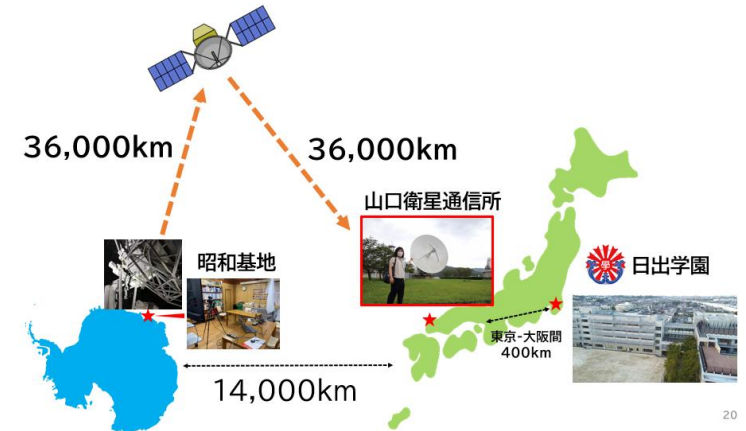 36,000km
36,000km
山口衛星通信所
昭和基地
日出学園
東京-大阪間
400km
14,000km
20